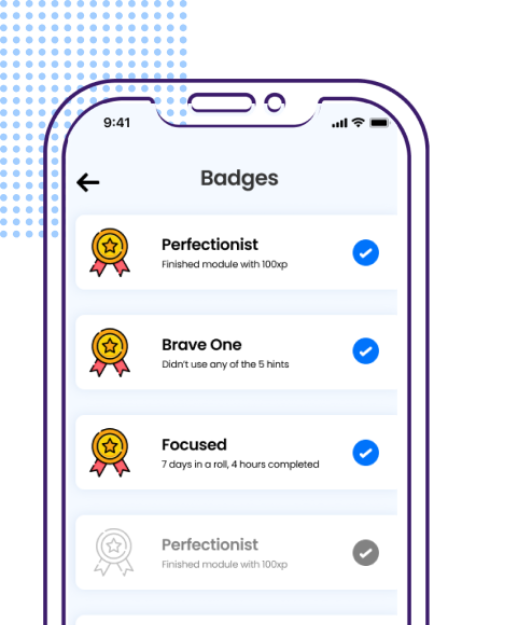 9:41
Badges
Perfectionist
Finished module with 100xp
Brave One
Didn't use any of the 5 hints
Focused
7 days in a roll, 4 hours completed
Perfectionist
Finished module with 100xp